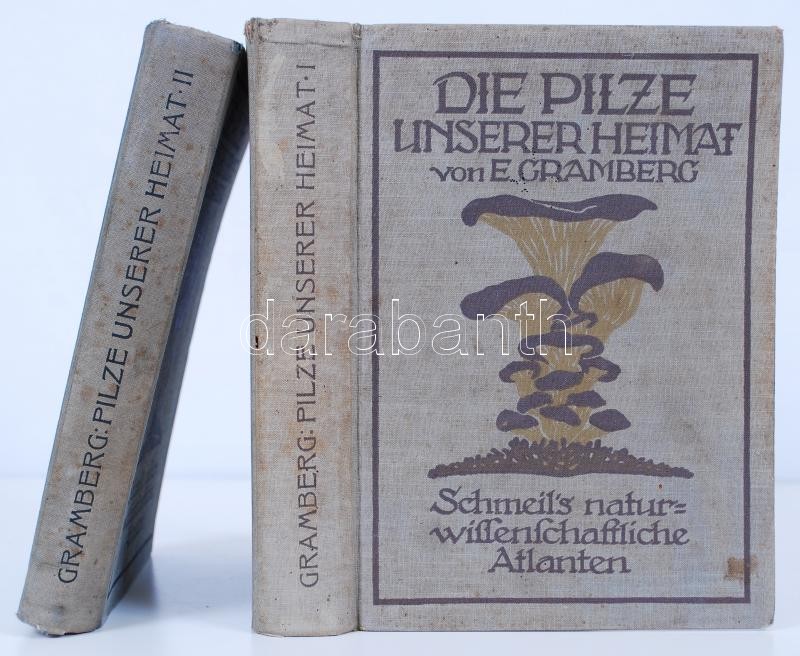 GRAMBERG: PILZE UNSERER HEIMAT · II
GRAMBERG: PILZE UNSERER HEIMAT · I
DIE PILZE
UNSERER HEIMAT
von E. GRAMBERG
darabanth
Schmeil's natur=
wiſſenſchaftliche
Atlanten